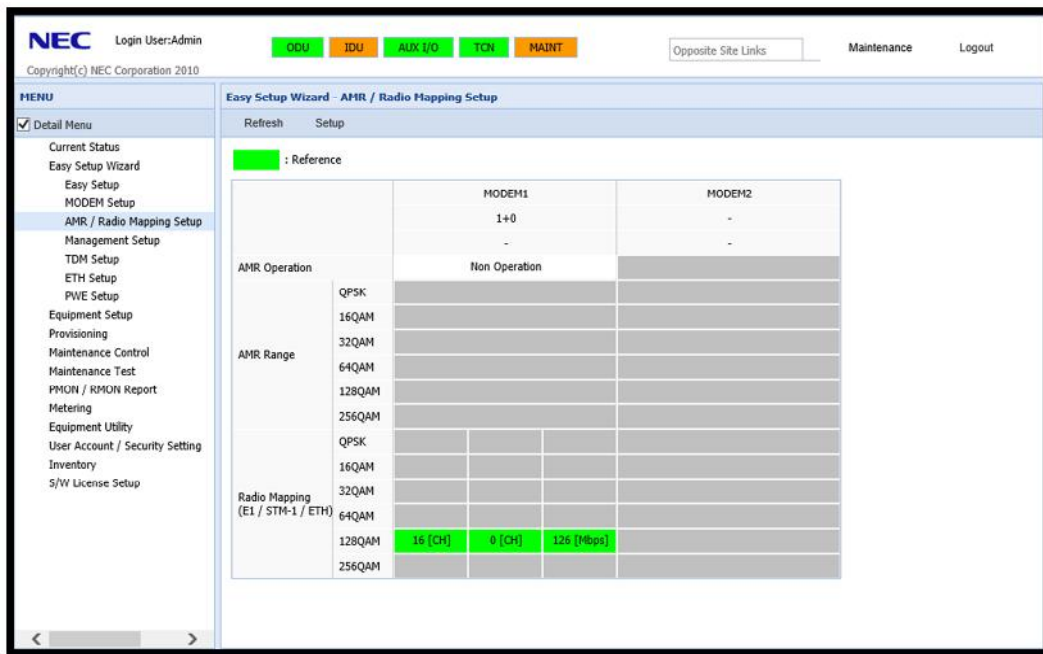 NEC Login User:Admin
Copyright(c) NEC Corporation 2010
ODU IDU AUX I/O TCN MAINT
Opposite Site Links
Maintenance Logout
MENU
Detail Menu
Current Status
Easy Setup Wizard
Easy Setup
MODEM Setup
AMR / Radio Mapping Setup
Management Setup
TDM Setup
ETH Setup
PWE Setup
Equipment Setup
Provisioning
Maintenance Control
Maintenance Test
PMON / RMON Report
Metering
Equipment Utility
User Account / Security Setting
Inventory
S/W License Setup
Easy Setup Wizard - AMR / Radio Mapping Setup
Refresh Setup
: Reference
MODEM1 MODEM2
1+0 -
- -
AMR Operation Non Operation
AMR Range
QPSK
16QAM
32QAM
64QAM
128QAM
256QAM
Radio Mapping
(E1 / STM-1 / ETH)
QPSK
16QAM
32QAM
64QAM
128QAM 16 [CH] 0 [CH] 126 [Mbps]
256QAM